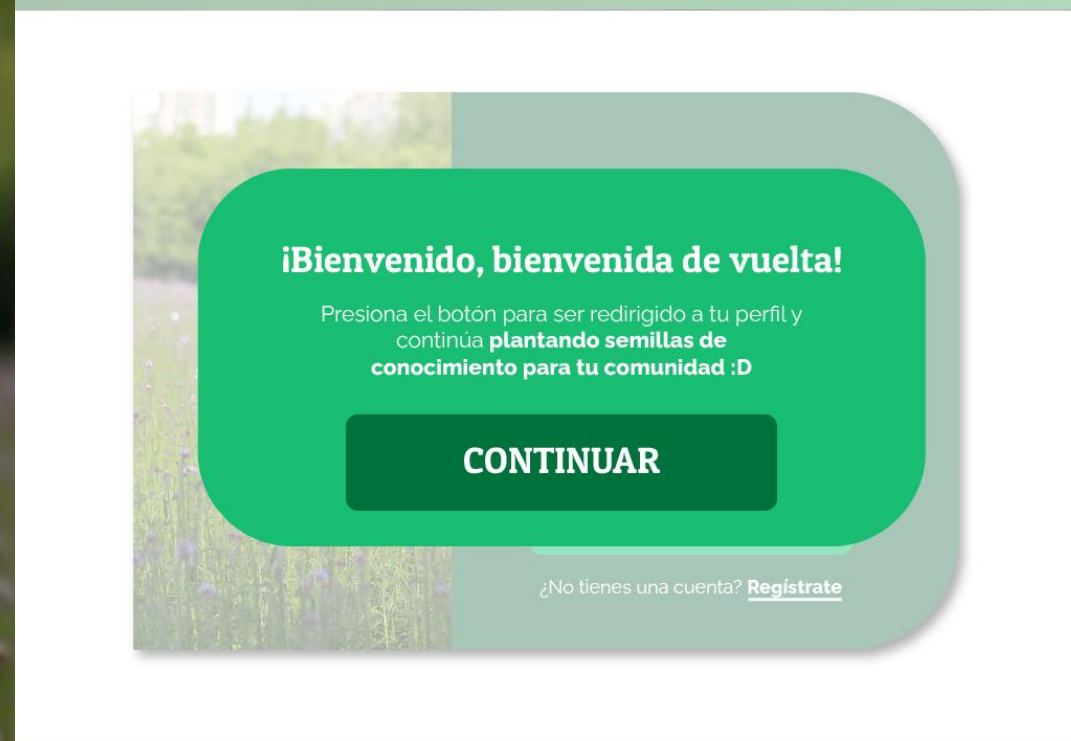 ¡Bienvenido, bienvenida de vuelta!
Presiona el botón para ser redirigido a tu perfil y
continúa plantando semillas de
conocimiento para tu comunidad :D
CONTINUAR
¿No tienes una cuenta? Regístrate